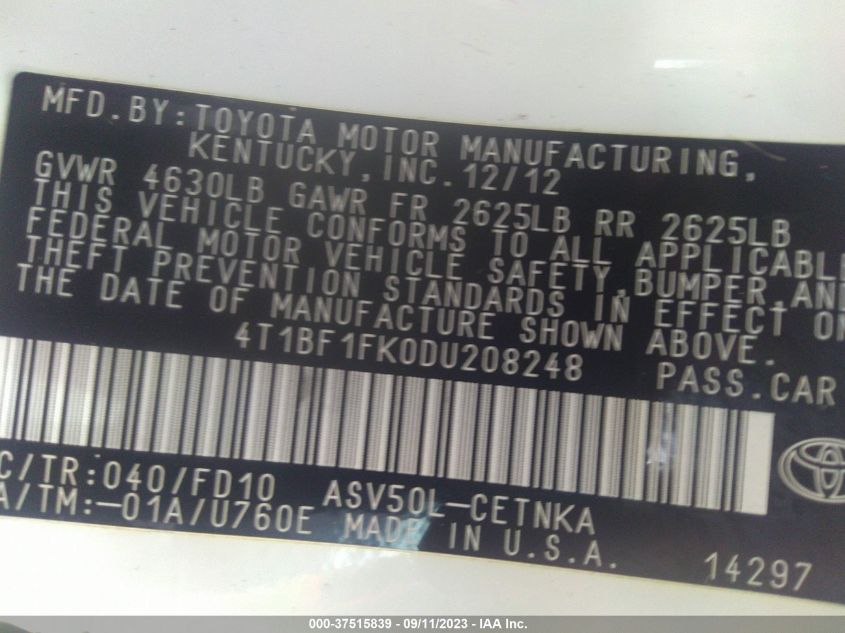 MFD.BY:TOYOTA MOTOR MANUFACTURING,
KENTUCKY,INC.12/12
GVWR 4630LB GAWR FR 2625LB RR 2625LB
THIS VEHICLE CONFORMS TO ALL APPLICABLE
FEDERAL MOTOR VEHICLE SAFETY,BUMPER,AND
THEFT PREVENTION STANDARDS IN EFFECT ON
THE DATE OF MANUFACTURE SHOWN ABOVE.
4T1BF1FK0DU208248 PASS.CAR
C/TR:040/FD10 ASV50L-CETNKA
A/TM:-01A/U760E MADE IN U.S.A.
14297
000-37515839 - 09/11/2023 - IAA Inc.